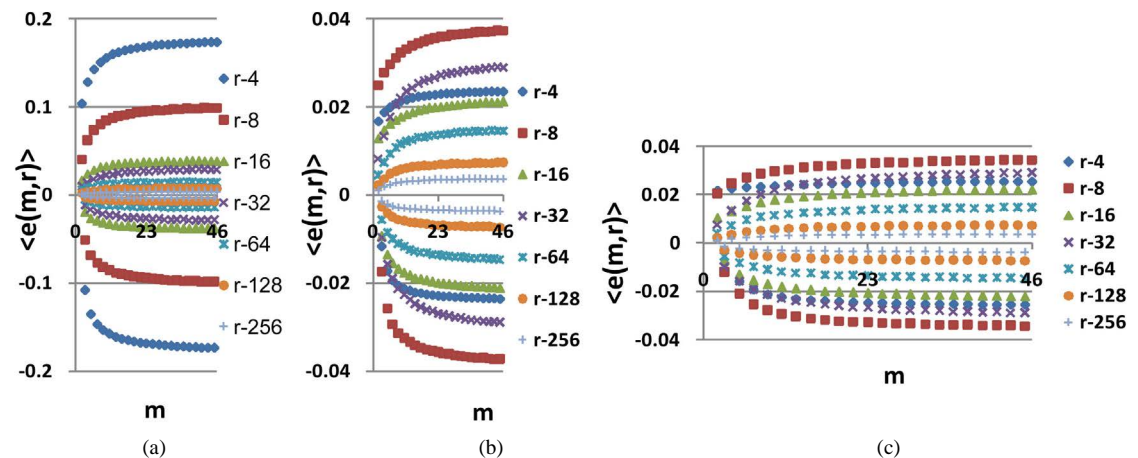 0.2
0.1
0
-0.1
-0.2
0
23
46
<e(m,r)>
m
r-4
r-8
r-16
r-32
r-64
r-128
r-256
(a)
0.04
0.02
0
-0.02
-0.04
0
23
46
<e(m,r)>
m
r-4
r-8
r-16
r-32
r-64
r-128
r-256
(b)
0.04
0.02
0
-0.02
-0.04
0
23
46
<e(m,r)>
m
r-4
r-8
r-16
r-32
r-64
r-128
r-256
(c)